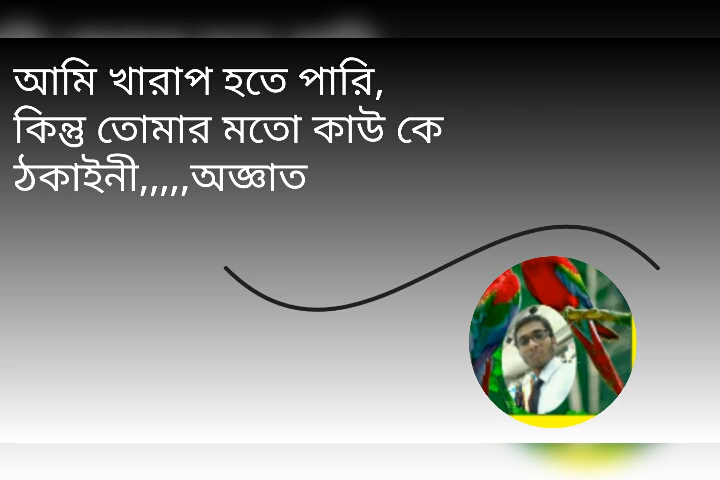 আমি খারাপ হতে পারি,
কিন্তু তোমার মতো কাউ কে
ঠকাইনী,,,,,অজ্ঞাত